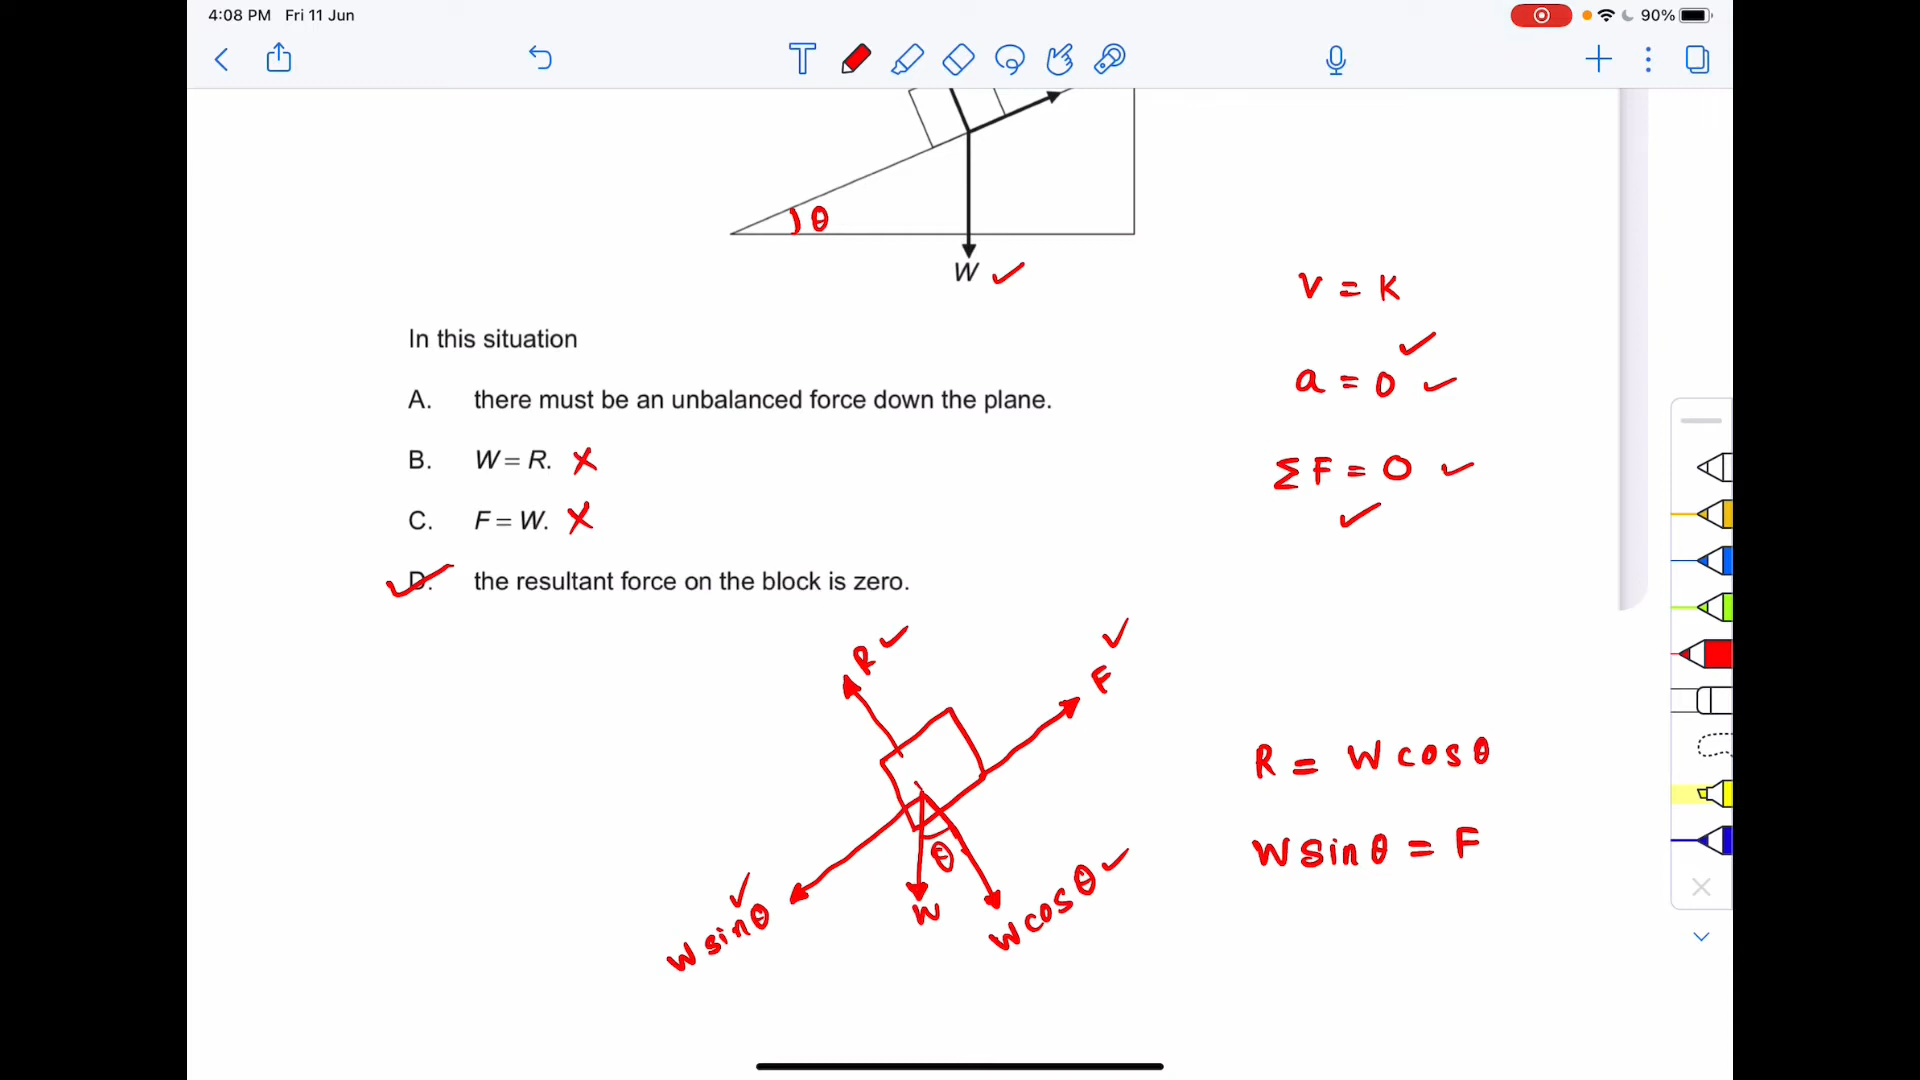 4:08 PM Fri 11 Jun
90%
T
θ
W
V = K
In this situation
a = 0
A. there must be an unbalanced force down the plane.
B. W = R.
ΣF = 0
C. F = W.
D. the resultant force on the block is zero.
R
F
R = W cos θ
W sin θ = F
θ
W
W cos θ
W sin θ